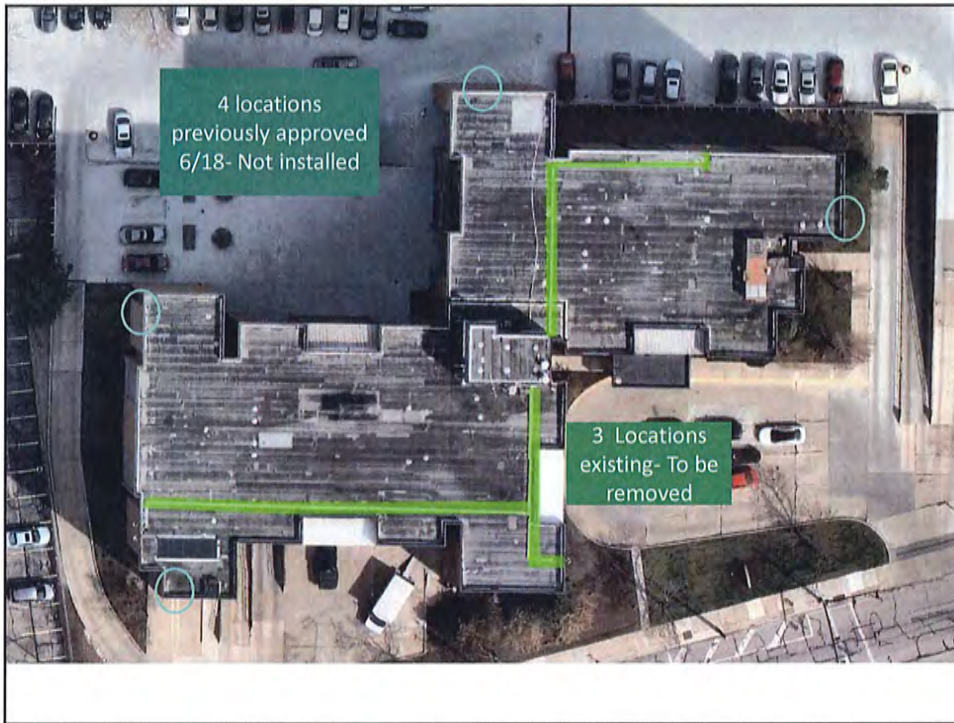 4 locations
previously approved
6/18- Not installed
3 Locations
existing- To be
removed